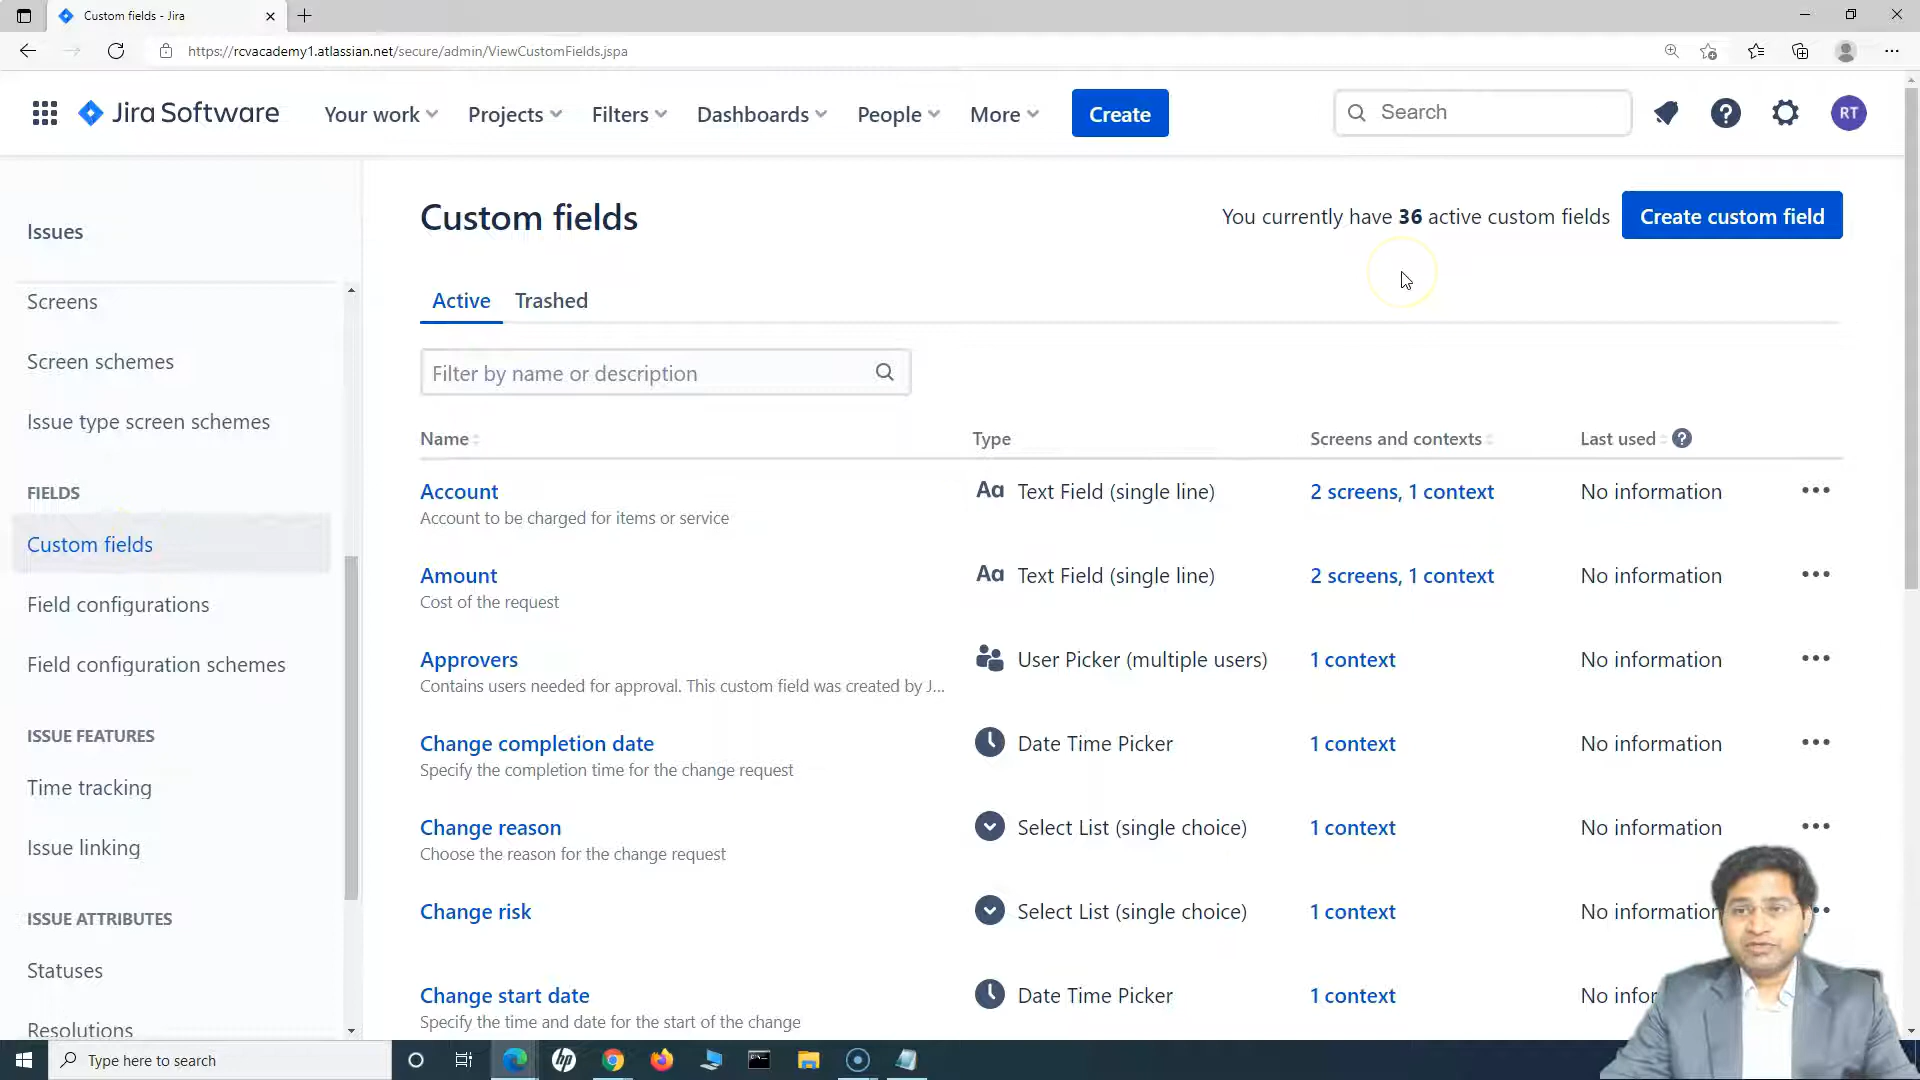 Custom fields - Jira
https://rcvacademy1.atlassian.net/secure/admin/ViewCustomFields.jspa
Jira Software
Your work
Projects
Filters
Dashboards
People
More
Create
Search
RT
Issues
Screens
Screen schemes
Issue type screen schemes
FIELDS
Custom fields
Field configurations
Field configuration schemes
ISSUE FEATURES
Time tracking
Issue linking
ISSUE ATTRIBUTES
Statuses
Resolutions
Custom fields
You currently have 36 active custom fields
Create custom field
Active
Trashed
Filter by name or description
Name
Type
Screens and contexts
Last used
Account
Aa Text Field (single line)
2 screens, 1 context
No information
Account to be charged for items or service
Amount
Aa Text Field (single line)
2 screens, 1 context
No information
Cost of the request
Approvers
User Picker (multiple users)
1 context
No information
Contains users needed for approval. This custom field was created by J...
Change completion date
Date Time Picker
1 context
No information
Specify the completion time for the change request
Change reason
Select List (single choice)
1 context
No information
Choose the reason for the change request
Change risk
Select List (single choice)
1 context
No information
Change start date
Date Time Picker
1 context
No infor
Specify the time and date for the start of the change
Type here to search
hp